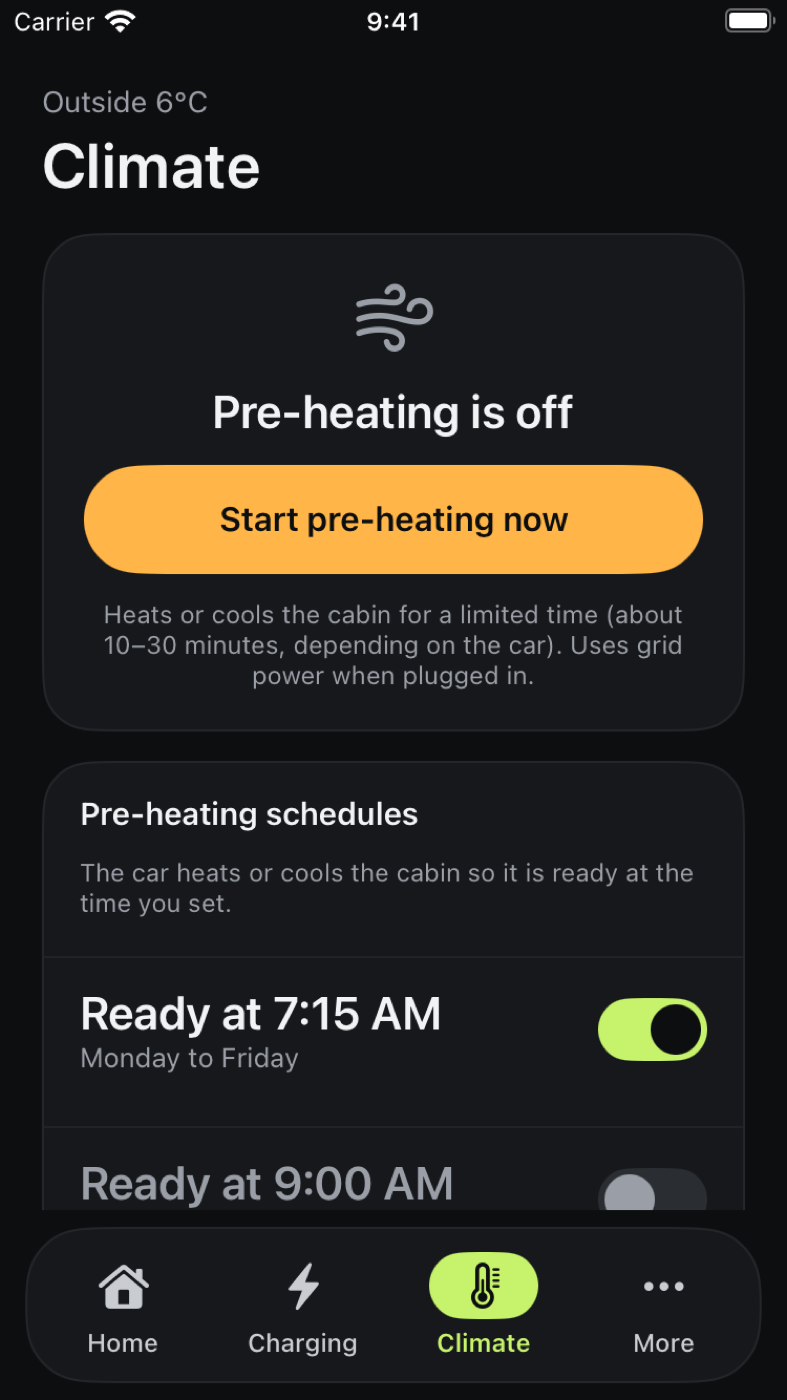 Carrier 9:41
Outside 6°C
Climate
Pre-heating is off
Start pre-heating now
Heats or cools the cabin for a limited time (about
10–30 minutes, depending on the car). Uses grid
power when plugged in.
Pre-heating schedules
The car heats or cools the cabin so it is ready at the
time you set.
Ready at 7:15 AM
Monday to Friday
Ready at 9:00 AM
Home Charging Climate More